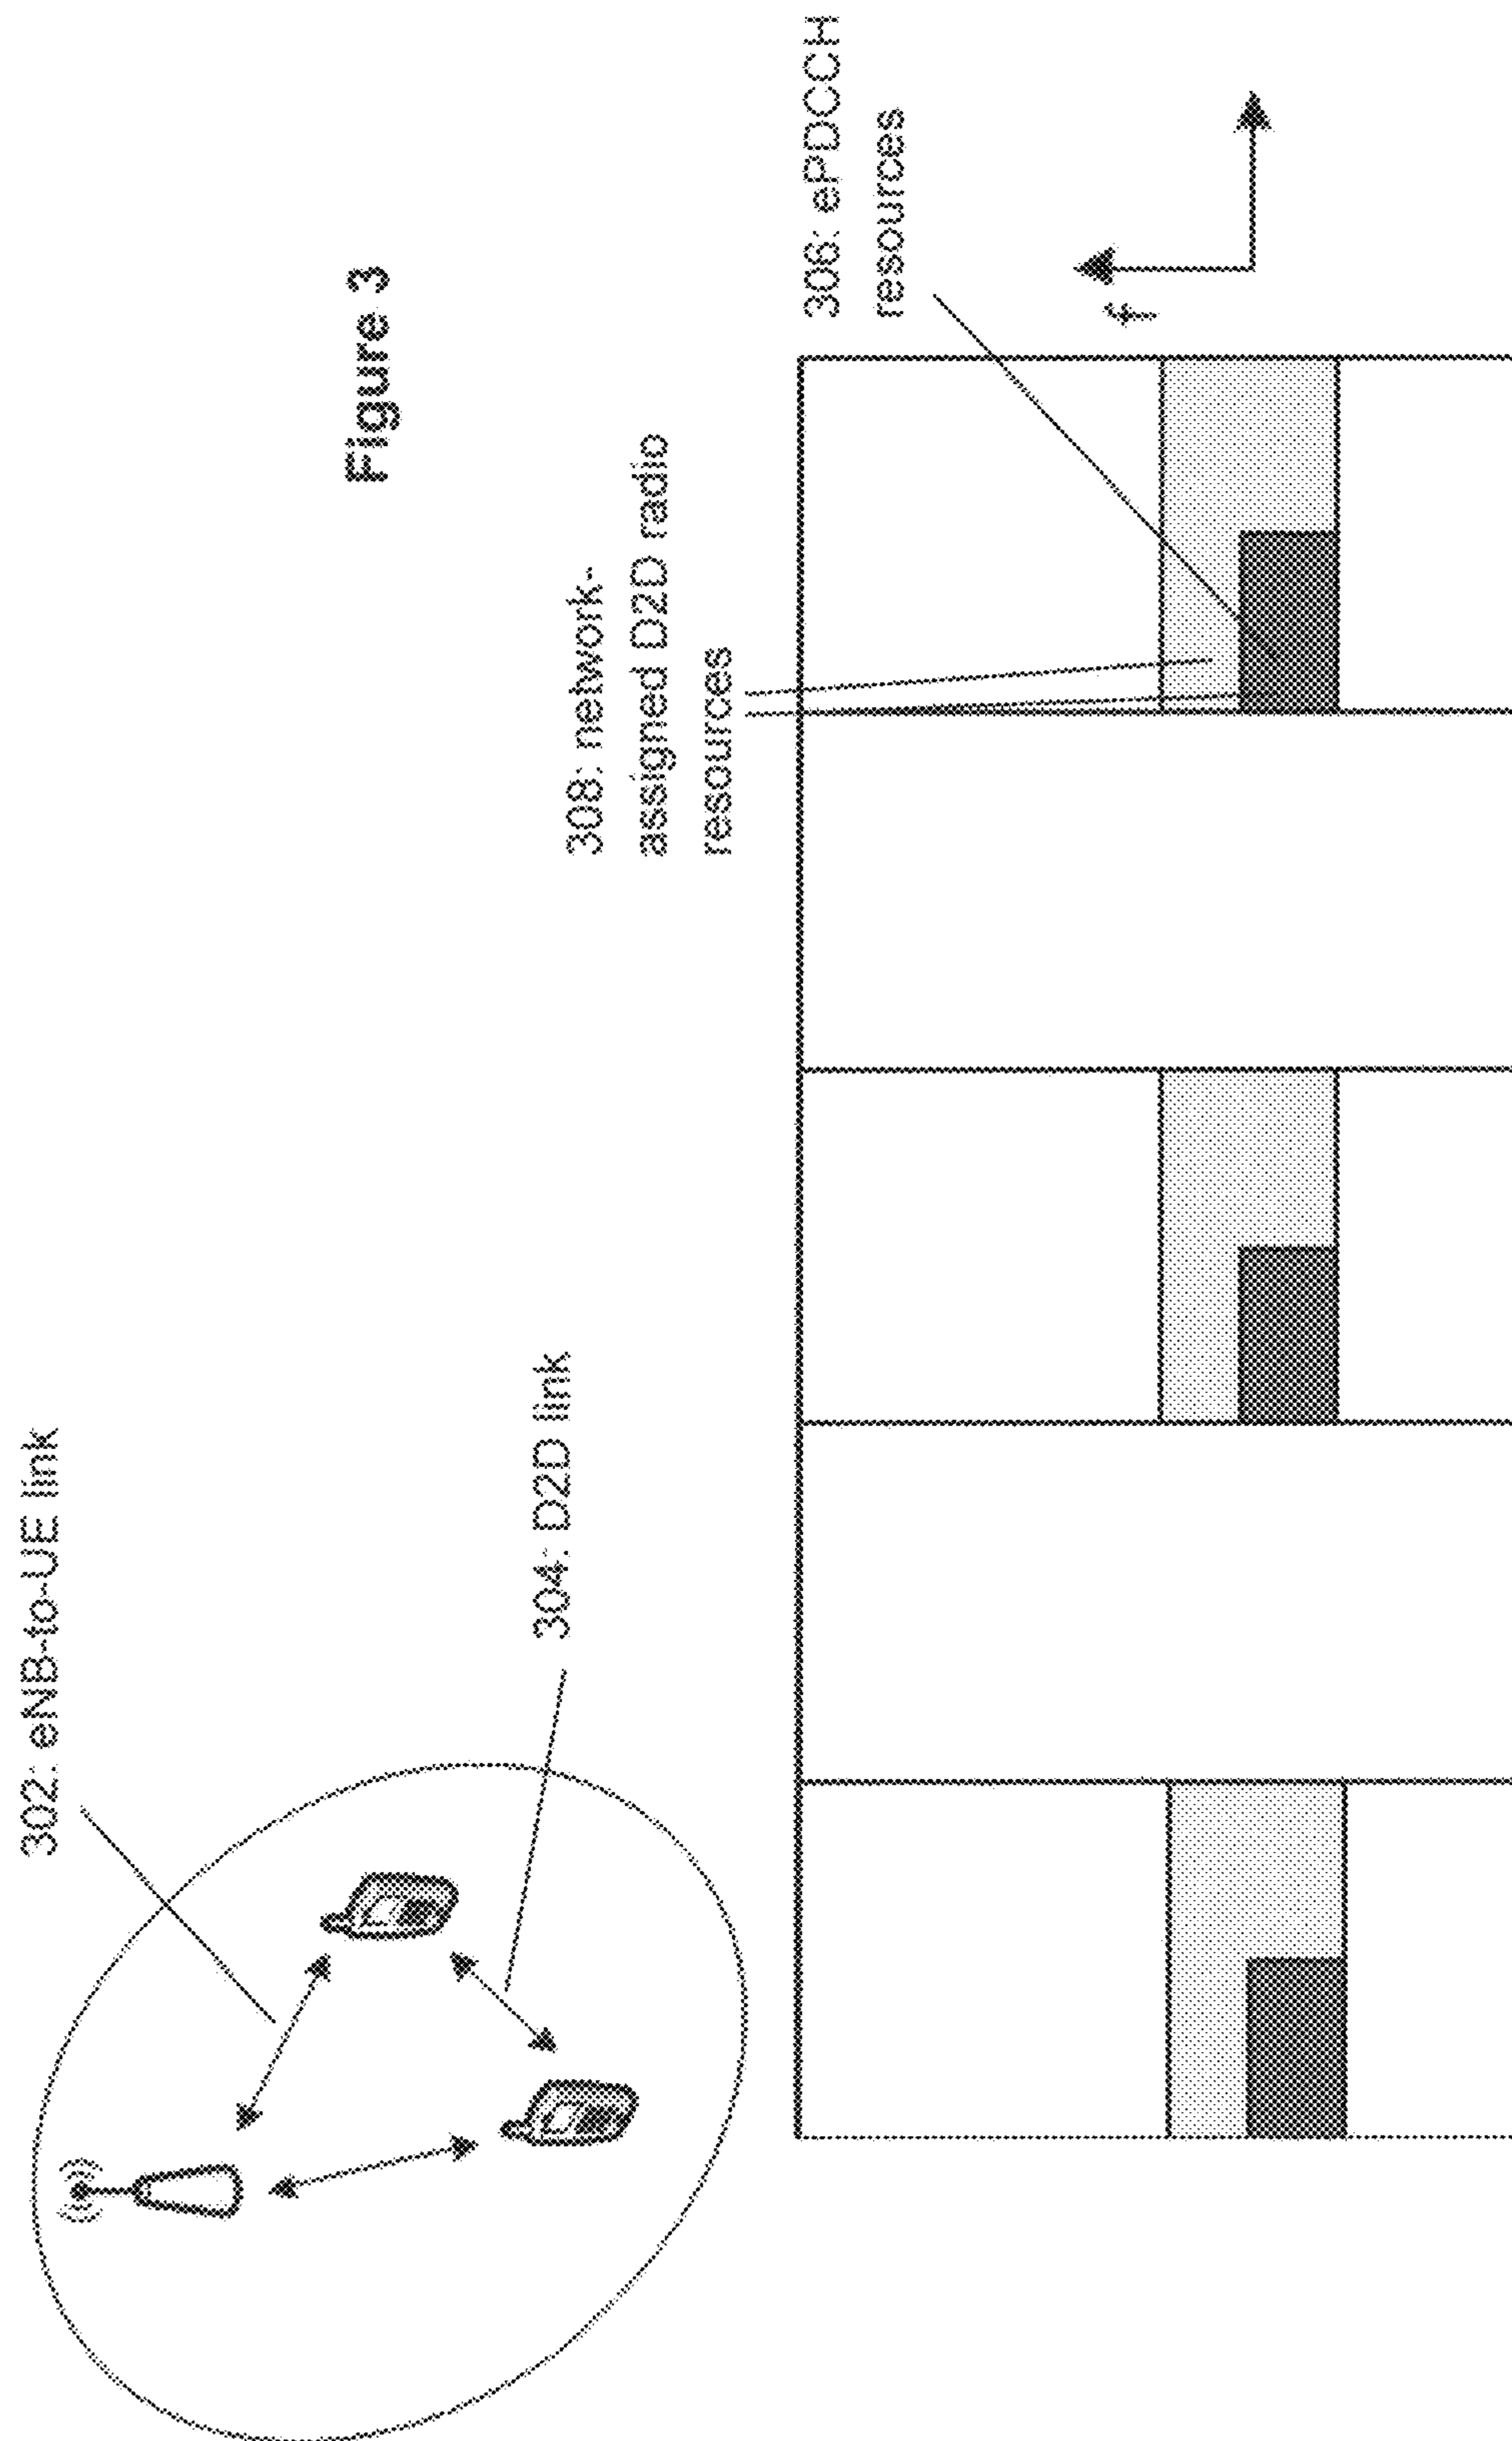 Figure 3
302: eNB-to-UE link
304: D2D link
308: network-
assigned D2D radio
resources
306: ePDCCH
resources
f